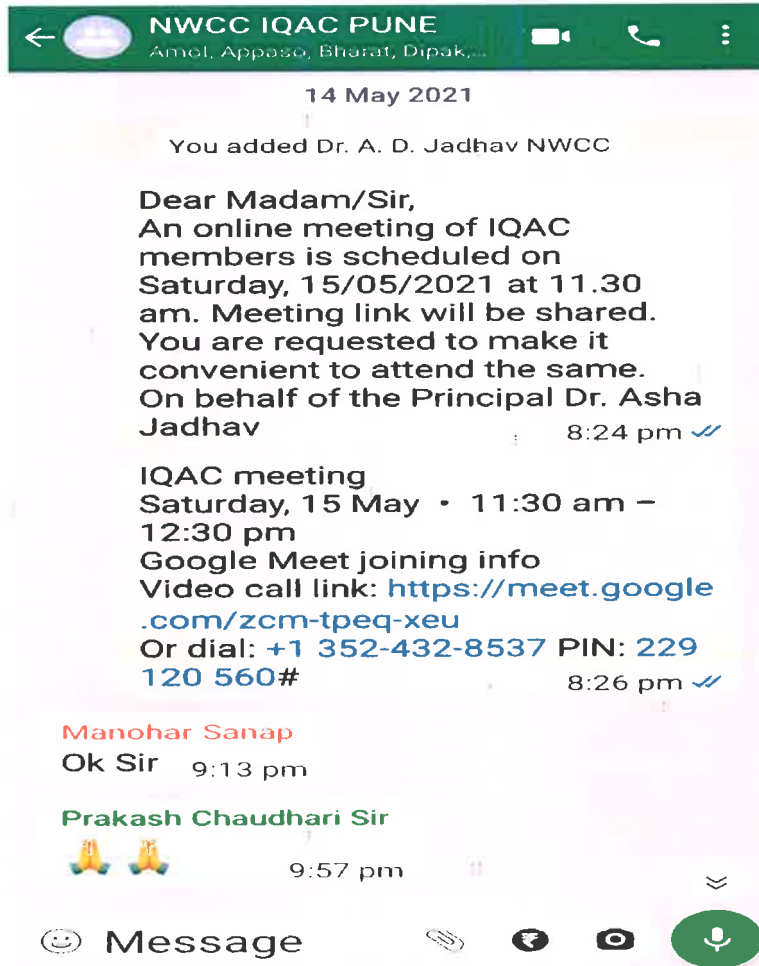 NWCC IQAC PUNE
Amol, Appaso, Bharat, Dipak,...
14 May 2021
You added Dr. A. D. Jadhav NWCC
Dear Madam/Sir,
An online meeting of IQAC
members is scheduled on
Saturday, 15/05/2021 at 11.30
am. Meeting link will be shared.
You are requested to make it
convenient to attend the same.
On behalf of the Principal Dr. Asha
Jadhav
8:24 pm
IQAC meeting
Saturday, 15 May · 11:30 am –
12:30 pm
Google Meet joining info
Video call link: https://meet.google
.com/zcm-tpeq-xeu
Or dial: +1 352-432-8537 PIN: 229
120 560#
8:26 pm
Manohar Sanap
Ok Sir 9:13 pm
Prakash Chaudhari Sir
🙏 🙏 9:57 pm
Message